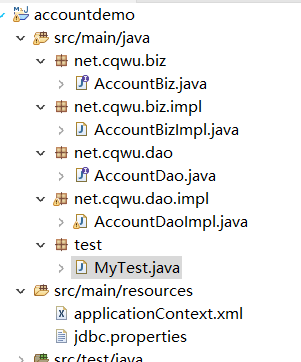 accountdemo
src/main/java
net.cqwu.biz
AccountBiz.java
net.cqwu.biz.impl
AccountBizImpl.java
net.cqwu.dao
AccountDao.java
net.cqwu.dao.impl
AccountDaoImpl.java
test
MyTest.java
src/main/resources
applicationContext.xml
jdbc.properties
src/test/java